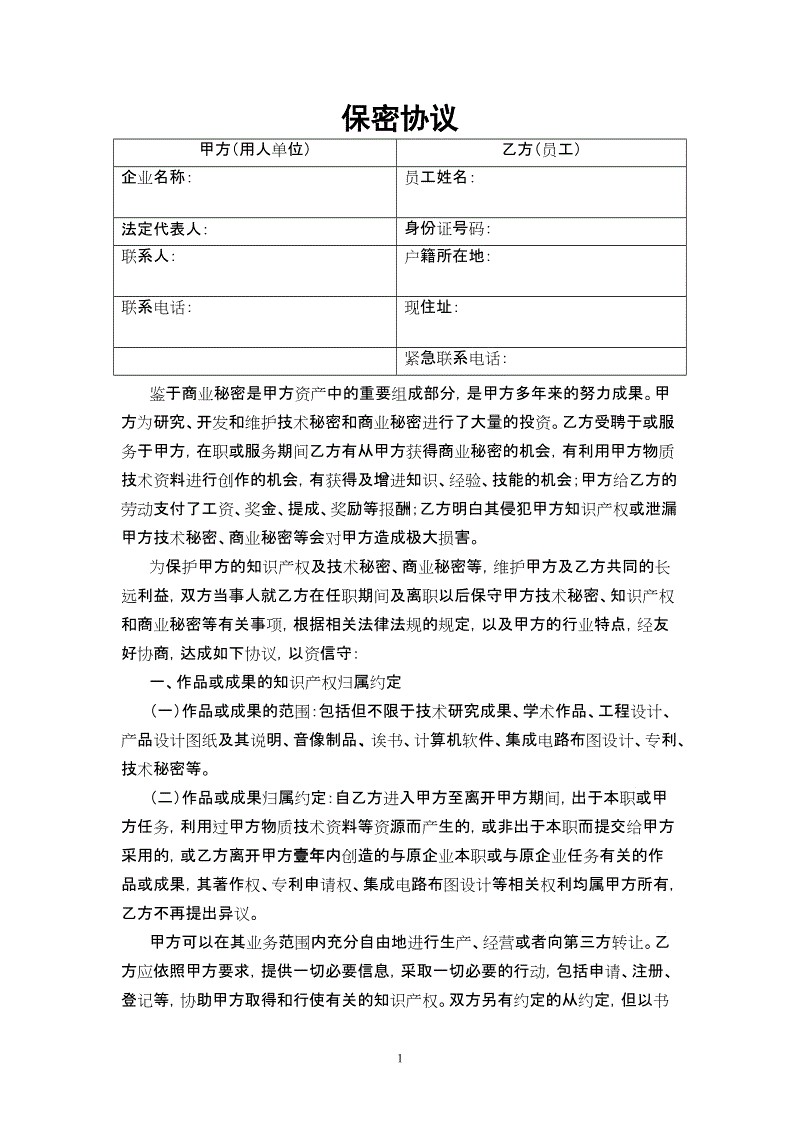 保密协议
甲方（用人单位）
乙方（员工）
企业名称：
员工姓名：
法定代表人：
身份证号码：
联系人：
户籍所在地：
联系电话：
现住址：
紧急联系电话：
鉴于商业秘密是甲方资产中的重要组成部分，是甲方多年来的努力成果。甲
方为研究、开发和维护技术秘密和商业秘密进行了大量的投资。乙方受聘于或服
务于甲方，在职或服务期间乙方有从甲方获得商业秘密的机会，有利用甲方物质
技术资料进行创作的机会，有获得及增进知识、经验、技能的机会；甲方给乙方的
劳动支付了工资、奖金、提成、奖励等报酬；乙方明白其侵犯甲方知识产权或泄漏
甲方技术秘密、商业秘密等会对甲方造成极大损害。
为保护甲方的知识产权及技术秘密、商业秘密等，维护甲方及乙方共同的长
远利益，双方当事人就乙方在任职期间及离职以后保守甲方技术秘密、知识产权
和商业秘密等有关事项，根据相关法律法规的规定，以及甲方的行业特点，经友
好协商，达成如下协议，以资信守：
一、作品或成果的知识产权归属约定
（一）作品或成果的范围：包括但不限于技术研究成果、学术作品、工程设计、
产品设计图纸及其说明、音像制品、诶书、计算机软件、集成电路布图设计、专利、
技术秘密等。
（二）作品或成果归属约定：自乙方进入甲方至离开甲方期间，出于本职或甲
方任务，利用过甲方物质技术资料等资源而产生的，或非出于本职而提交给甲方
采用的，或乙方离开甲方壹年内创造的与原企业本职或与原企业任务有关的作
品或成果，其著作权、专利申请权、集成电路布图设计等相关权利均属甲方所有，
乙方不再提出异议。
甲方可以在其业务范围内充分自由地进行生产、经营或者向第三方转让。乙
方应依照甲方要求，提供一切必要信息，采取一切必要的行动，包括申请、注册、
登记等，协助甲方取得和行使有关的知识产权。双方另有约定的从约定，但以书
1